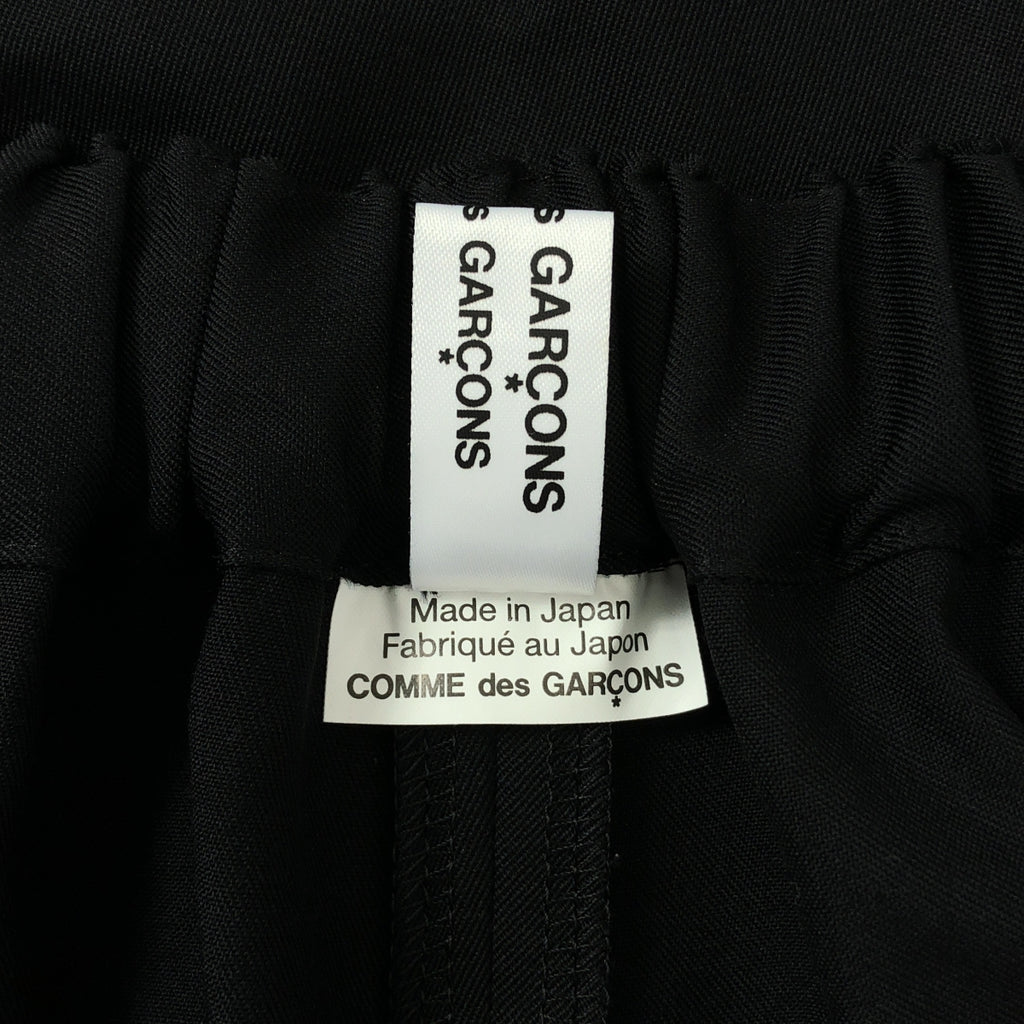 s GARÇONS
s GARÇONS
Made in Japan
Fabriqué au Japon
COMME des GARÇONS